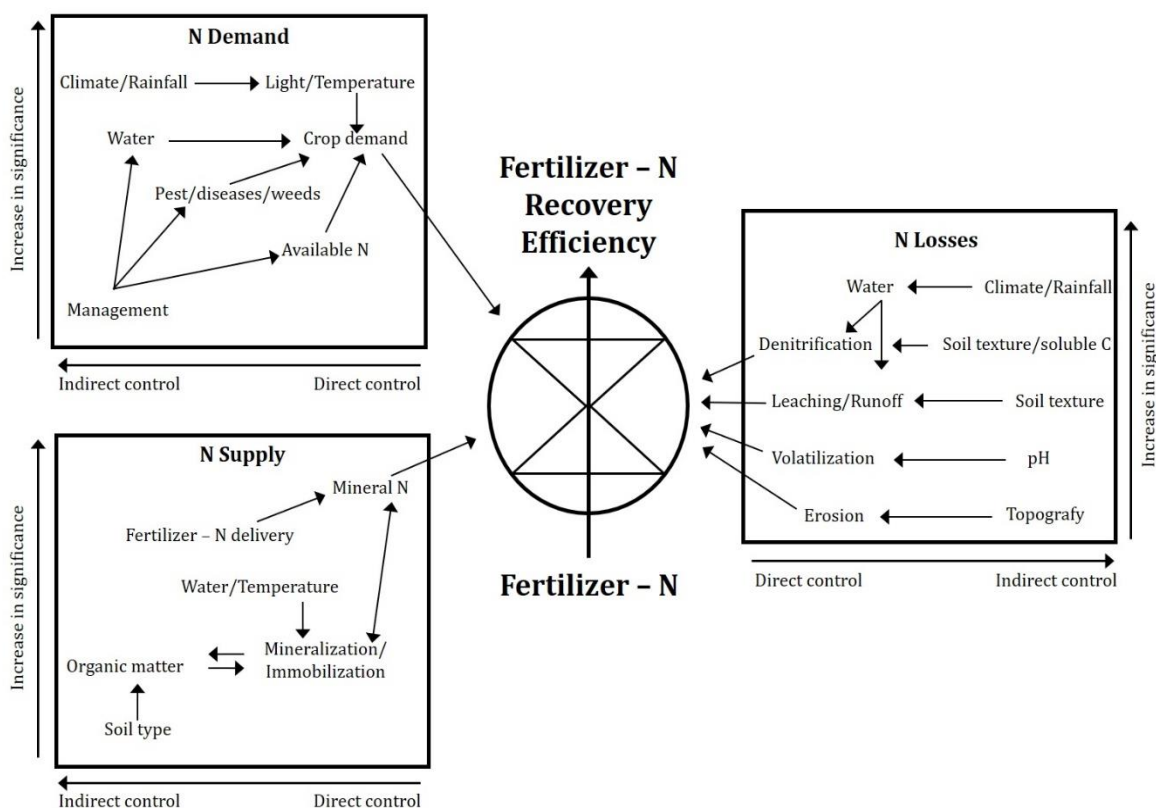 N Demand
Climate/Rainfall
Light/Temperature
Water
Crop demand
Pest/diseases/weeds
Available N
Management
Increase in significance
Indirect control
Direct control
N Supply
Mineral N
Fertilizer – N delivery
Water/Temperature
Mineralization/
Immobilization
Organic matter
Soil type
Increase in significance
Indirect control
Direct control
Fertilizer – N
Recovery
Efficiency
Fertilizer – N
N Losses
Water
Climate/Rainfall
Denitrification
Soil texture/soluble C
Leaching/Runoff
Soil texture
Volatilization
pH
Erosion
Topografy
Increase in significance
Direct control
Indirect control